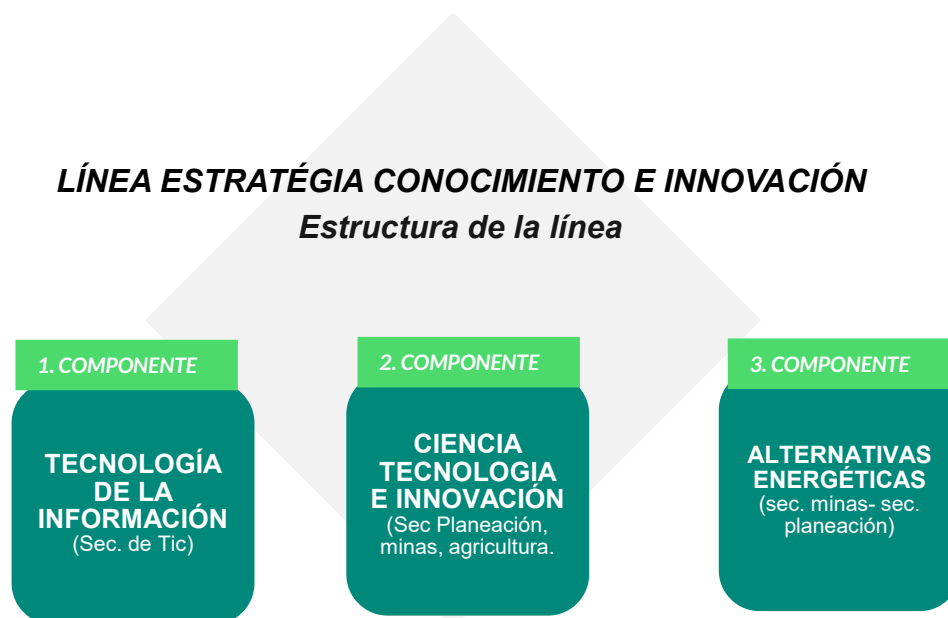 LÍNEA ESTRATÉGIA CONOCIMIENTO E INNOVACIÓN
Estructura de la línea
1. COMPONENTE
TECNOLOGÍA
DE LA
INFORMACIÓN
(Sec. de Tic)
2. COMPONENTE
CIENCIA
TECNOLOGIA
E INNOVACIÓN
(Sec Planeación,
minas, agricultura.
3. COMPONENTE
ALTERNATIVAS
ENERGÉTICAS
(sec. minas- sec.
planeación)